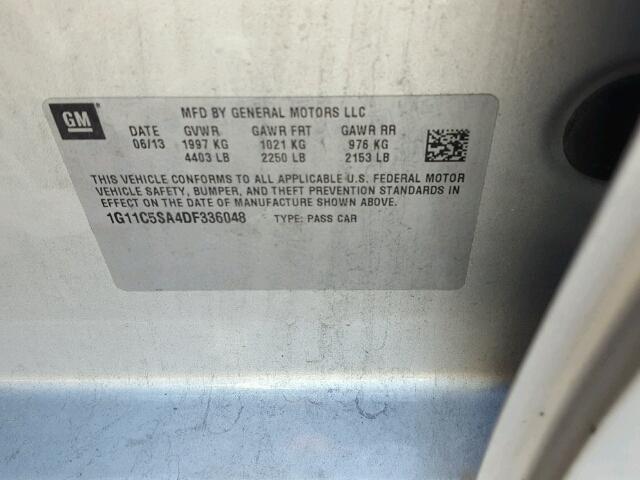 GM
MFD BY GENERAL MOTORS LLC
DATE GVWR GAWR FRT GAWR RR
06/13 1997 KG 1021 KG 976 KG
4403 LB 2250 LB 2153 LB
THIS VEHICLE CONFORMS TO ALL APPLICABLE U.S. FEDERAL MOTOR
VEHICLE SAFETY, BUMPER, AND THEFT PREVENTION STANDARDS IN
EFFECT ON THE DATE OF MANUFACTURE SHOWN ABOVE.
1G11C5SA4DF336048 TYPE: PASS CAR